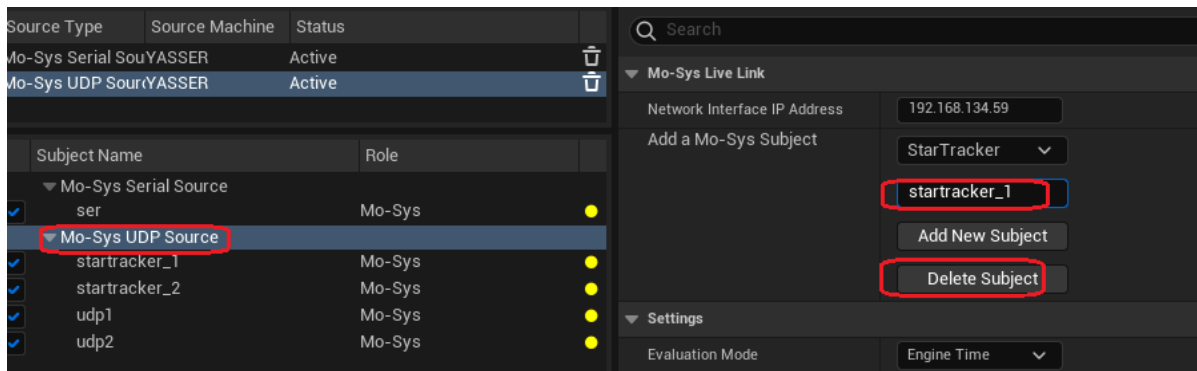 Source Type Source Machine Status
Mo-Sys Serial Sou YASSER Active
Mo-Sys UDP Sour YASSER Active
Subject Name Role
Mo-Sys Serial Source
ser Mo-Sys
Mo-Sys UDP Source
startracker_1 Mo-Sys
startracker_2 Mo-Sys
udp1 Mo-Sys
udp2 Mo-Sys
Search
Mo-Sys Live Link
Network Interface IP Address 192.168.134.59
Add a Mo-Sys Subject StarTracker
startracker_1
Add New Subject
Delete Subject
Settings
Evaluation Mode Engine Time